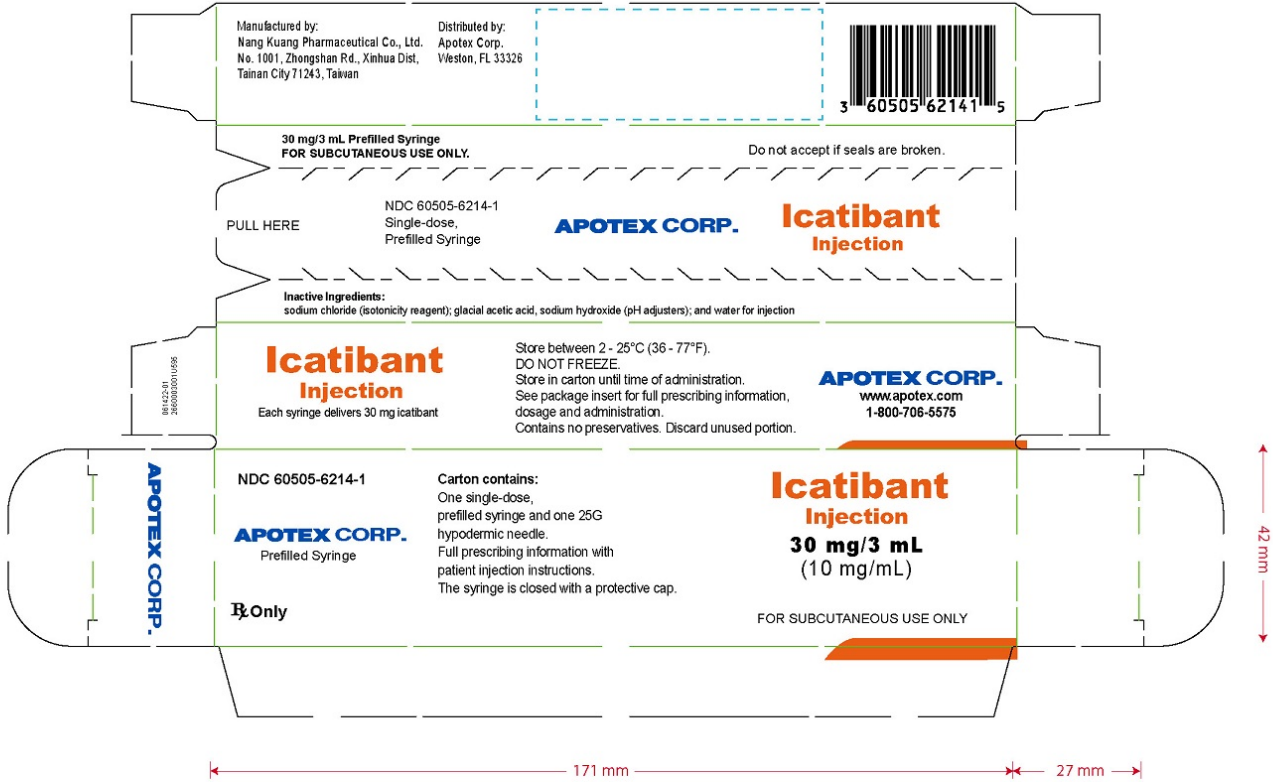 Manufactured by:
Nang Kuang Pharmaceutical Co., Ltd.
No. 1001, Zhongshan Rd., Xinhua Dist,
Tainan City 71243, Taiwan
Distributed by:
Apotex Corp.
Weston, FL 33326
3 60505 62141 5
30 mg/3 mL Prefilled Syringe
FOR SUBCUTANEOUS USE ONLY.
Do not accept if seals are broken.
PULL HERE
NDC 60505-6214-1
Single-dose,
Prefilled Syringe
APOTEX CORP.
Icatibant
Injection
Inactive Ingredients:
sodium chloride (isotonicity reagent); glacial acetic acid, sodium hydroxide (pH adjusters); and water for injection
Icatibant
Injection
Each syringe delivers 30 mg icatibant
Store between 2 - 25°C (36 - 77°F).
DO NOT FREEZE.
Store in carton until time of administration.
See package insert for full prescribing information,
dosage and administration.
Contains no preservatives. Discard unused portion.
APOTEX CORP.
www.apotex.com
1-800-706-5575
APOTEX CORP.
NDC 60505-6214-1
APOTEX CORP.
Prefilled Syringe
℞ Only
Carton contains:
One single-dose,
prefilled syringe and one 25G
hypodermic needle.
Full prescribing information with
patient injection instructions.
The syringe is closed with a protective cap.
Icatibant
Injection
30 mg/3 mL
(10 mg/mL)
FOR SUBCUTANEOUS USE ONLY
42 mm
171 mm
27 mm